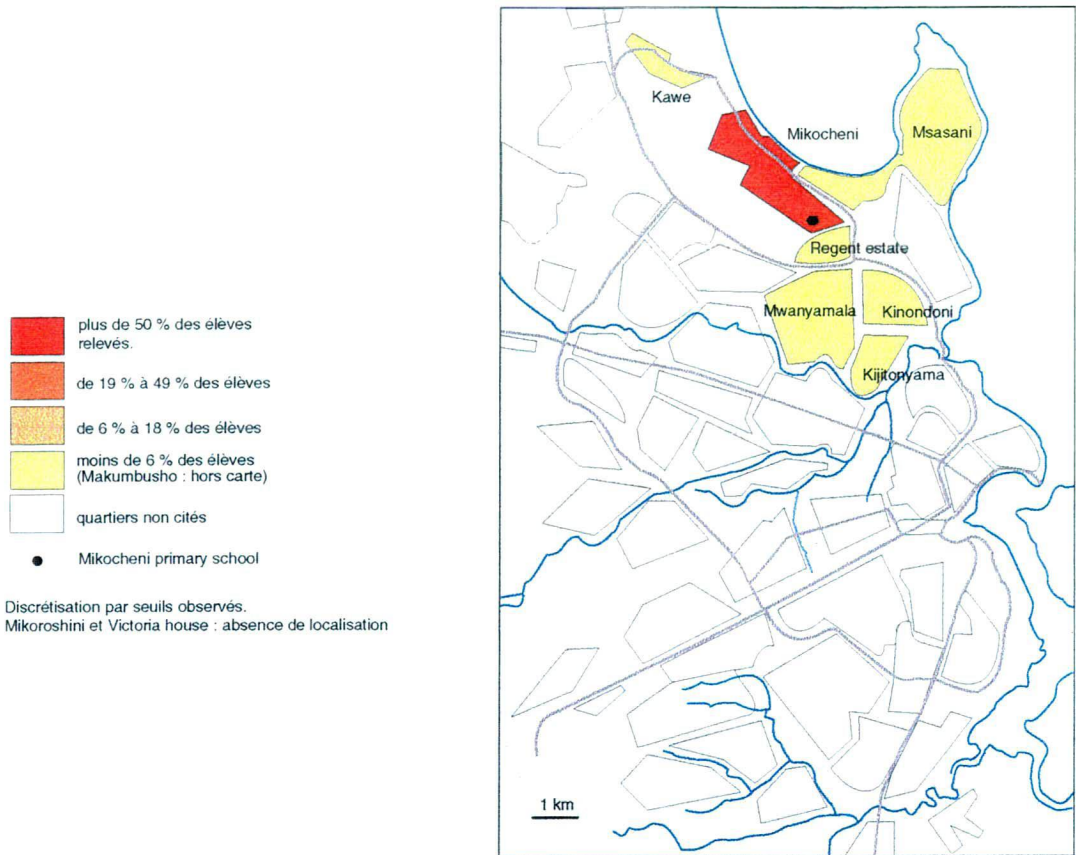 Kawe
Mikocheni
Msasani
Regent estate
Mwanyamala
Kinondoni
Kijitonyama
1 km
plus de 50 % des élèves
relevés.
de 19 % à 49 % des élèves
de 6 % à 18 % des élèves
moins de 6 % des élèves
(Makumbusho : hors carte)
quartiers non cités
Mikocheni primary school
Discrétisation par seuils observés.
Mikoroshini et Victoria house : absence de localisation